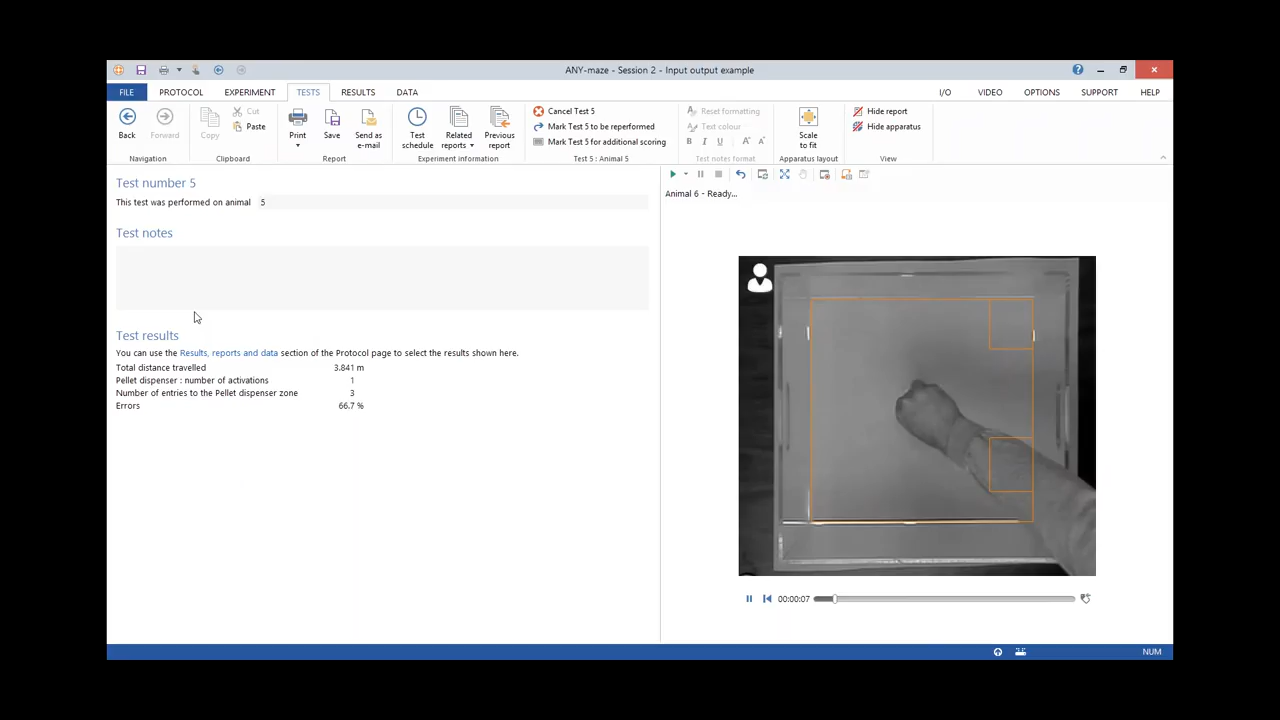 ANY-maze - Session 2 - Input output example
FILE PROTOCOL EXPERIMENT TESTS RESULTS DATA I/O VIDEO OPTIONS SUPPORT HELP
Back Forward Copy Cut Paste Print Save Send as e-mail Test schedule Related reports Previous report
Cancel Test 5
Mark Test 5 to be reperformed
Mark Test 5 for additional scoring
Reset formatting
Text colour
B I U A A
Scale to fit
Hide report
Hide apparatus
Navigation Clipboard Report Experiment information Test 5 : Animal 5 Test notes format Apparatus layout View
Test number 5
This test was performed on animal 5
Test notes
Test results
You can use the Results, reports and data section of the Protocol page to select the results shown here.
Total distance travelled 3.841 m
Pellet dispenser : number of activations 1
Number of entries to the Pellet dispenser zone 3
Errors 66.7 %
Animal 6 - Ready...
00:00:07
NUM